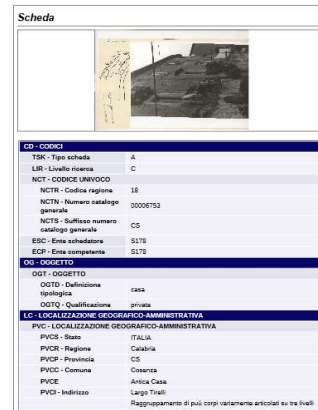 Scheda
CD - CODICI
TSK - Tipo scheda A
LIR - Livello ricerca C
NCT - CODICE UNIVOCO
NCTR - Codice regione 18
NCTN - Numero catalogo generale 00006753
NCTS - Suffisso numero catalogo generale CS
ESC - Ente schedatore S179
ECP - Ente competente S179
OG - OGGETTO
OGT - OGGETTO
OGTD - Definizione tipologica casa
OGTQ - Qualificazione privata
LC - LOCALIZZAZIONE GEOGRAFICO-AMMINISTRATIVA
PVC - LOCALIZZAZIONE GEOGRAFICO-AMMINISTRATIVA
PVCS - Stato ITALIA
PVCR - Regione Calabria
PVCP - Provincia CS
PVCC - Comune Cosenza
PVCE Antica Casa
PVCI - Indirizzo Largo Tirelli
Raggruppamento di può corpi variamente articolati su tre livelli